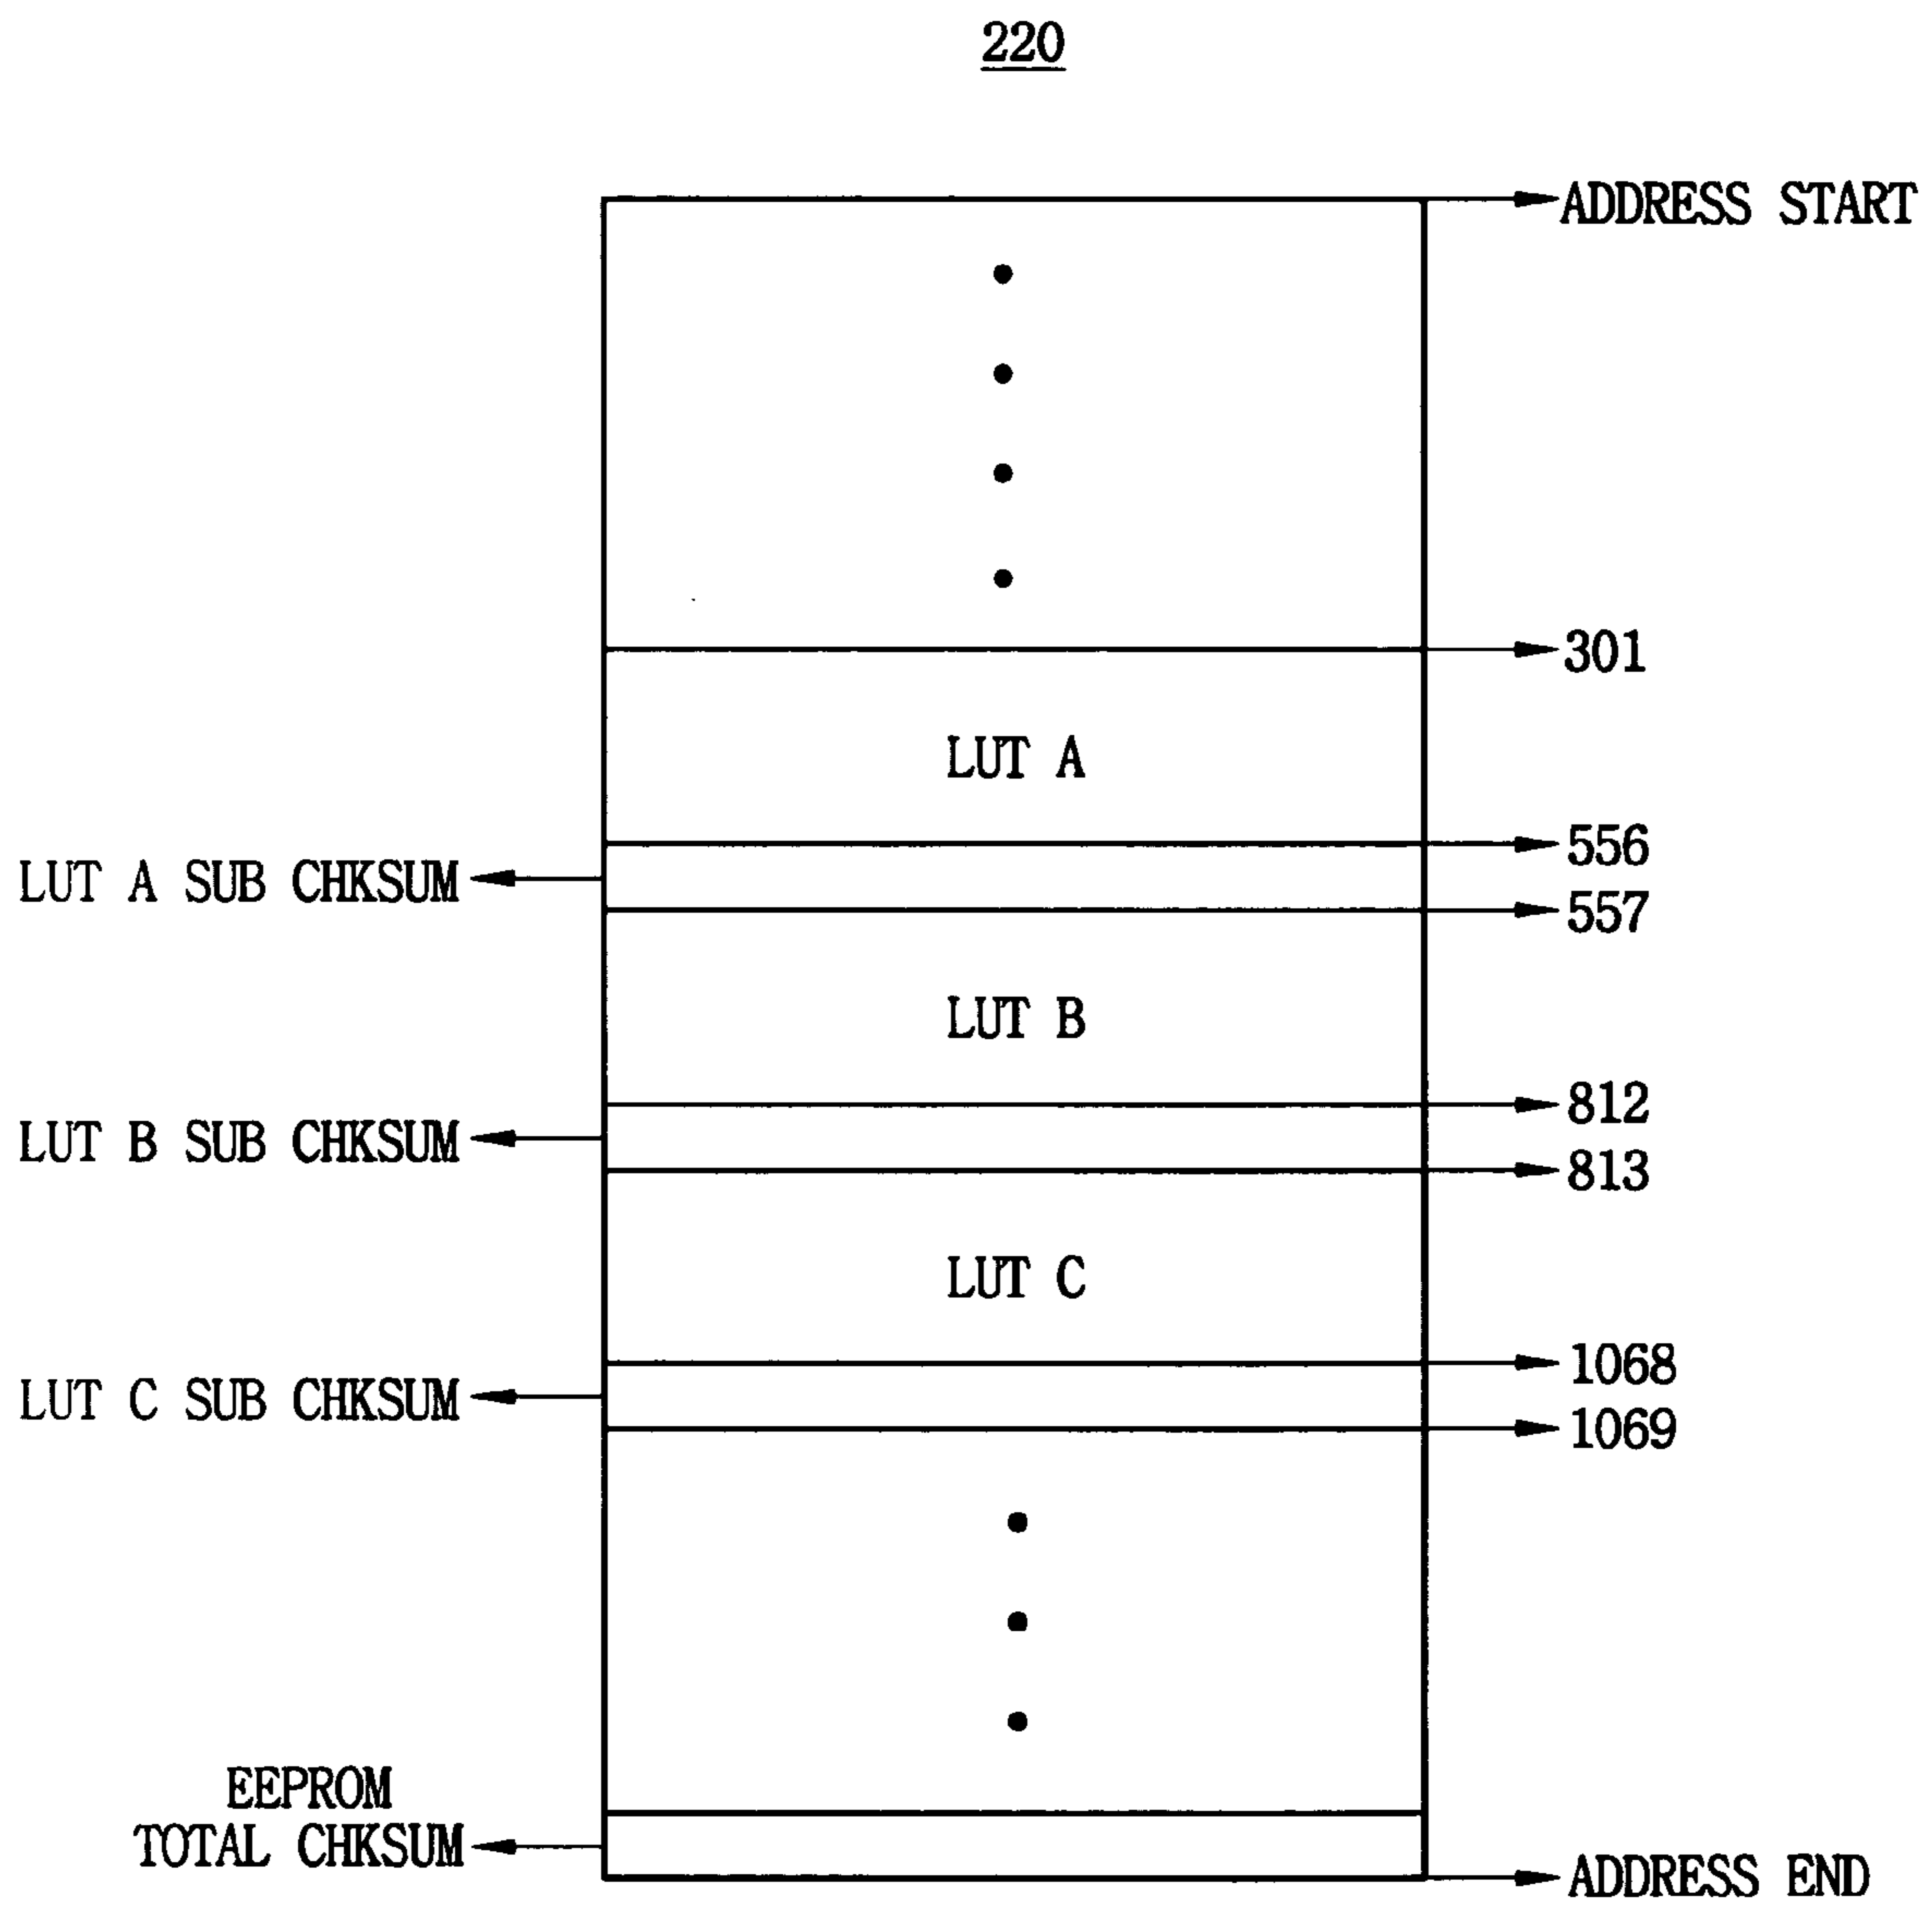 220
ADDRESS START
301
LUT A
556
LUT A SUB CHKSUM
557
LUT B
812
LUT B SUB CHKSUM
813
LUT C
1068
LUT C SUB CHKSUM
1069
EEPROM
TOTAL CHKSUM
ADDRESS END